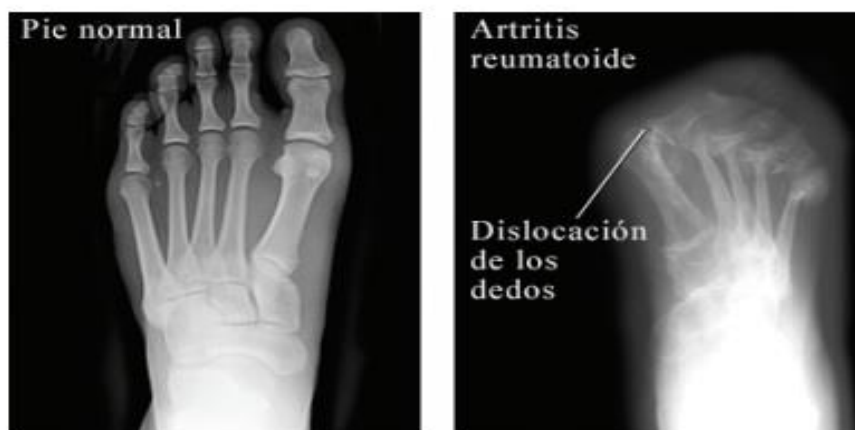 Pie normal
Artritis
reumatoide
Dislocación
de los
dedos